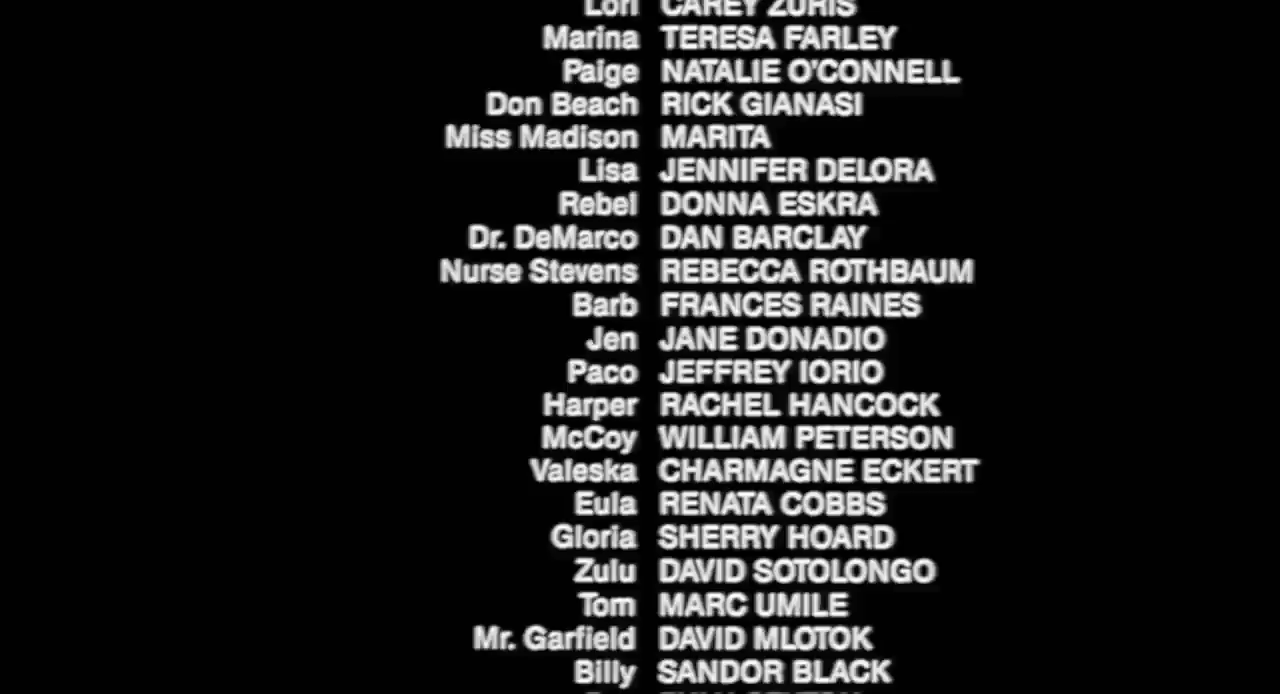 Lori CAREY ZURIS
Marina TERESA FARLEY
Paige NATALIE O'CONNELL
Don Beach RICK GIANASI
Miss Madison MARITA
Lisa JENNIFER DELORA
Rebel DONNA ESKRA
Dr. DeMarco DAN BARCLAY
Nurse Stevens REBECCA ROTHBAUM
Barb FRANCES RAINES
Jen JANE DONADIO
Paco JEFFREY IORIO
Harper RACHEL HANCOCK
McCoy WILLIAM PETERSON
Valeska CHARMAGNE ECKERT
Eula RENATA COBBS
Gloria SHERRY HOARD
Zulu DAVID SOTOLONGO
Tom MARC UMILE
Mr. Garfield DAVID MLOTOK
Billy SANDOR BLACK